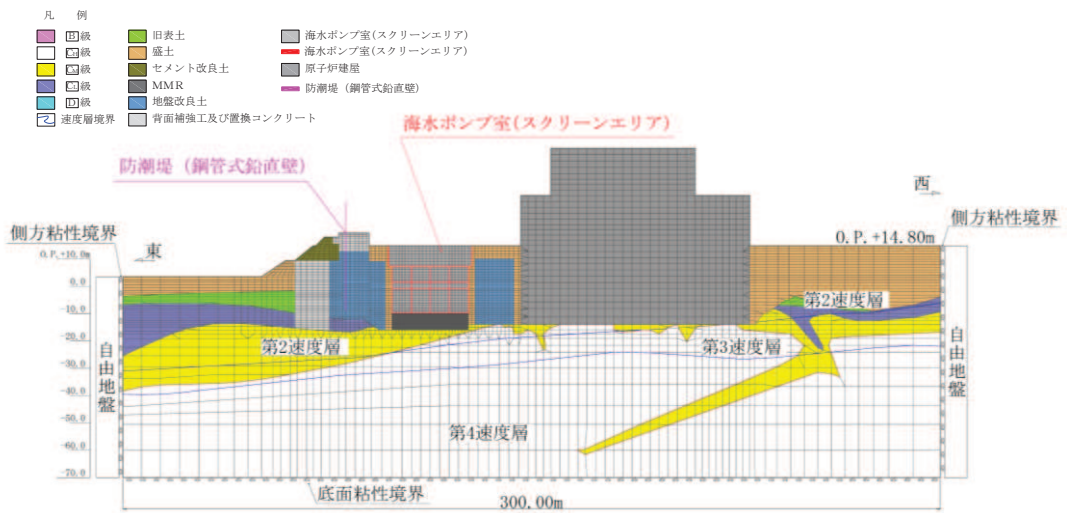 凡 例
B級 旧表土 海水ポンプ室(スクリーンエリア)
CH級 盛土 海水ポンプ室(スクリーンエリア)
CM級 セメント改良土 原子炉建屋
CL級 MMR 防潮堤 (鋼管式鉛直壁)
D級 地盤改良土
速度層境界 背面補強工及び置換コンクリート
海水ポンプ室(スクリーンエリア)
防潮堤 (鋼管式鉛直壁)
西
側方粘性境界
側方粘性境界
O.P.+14.80m
東
O.P.+10.0m
0.0
-10.0
-20.0
-30.0
-40.0
-50.0
-60.0
-70.0
第2速度層
第2速度層
第3速度層
第4速度層
自由地盤
自由地盤
底面粘性境界
300.00m